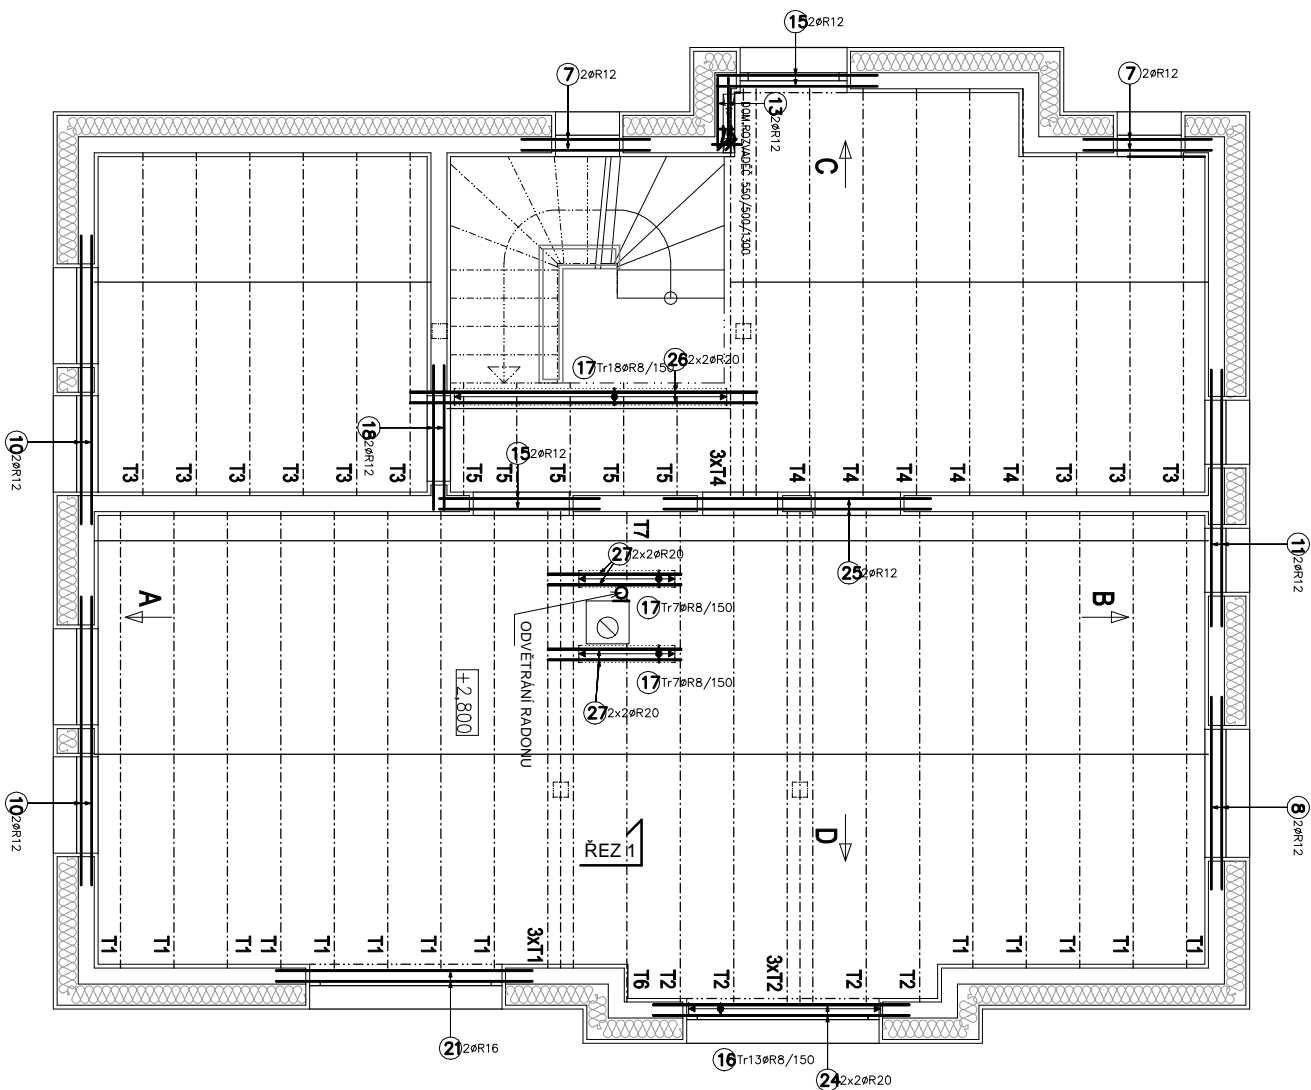 15 2øR12
7 2øR12
7 2øR12
13 2øR12
DOM.ROZVADĚČ 550/500/1300
C
17 Tr18øR8/150
26 2x2øR20
10 2øR12
18 2øR12
15 2øR12
T3 T3 T3 T3 T3 T3
T5 T5 T5 T5 T5
3xT4
T4 T4 T4 T4
T3 T3 T3
T7
27 2x2øR20
25 2øR12
11 2øR12
A
17 Tr7øR8/150
B
ODVĚTRÁNÍ RADONU
17 Tr7øR8/150
+2,800
27 2x2øR20
10 2øR12
8 2øR12
ŘEZ 1
D
T1 T1 T1 T1 T1 T1 T1 T1
3xT1
T6 T2 T2
3xT2
T2 T2
T1 T1 T1 T1 T1
21 2øR16
16 Tr13øR8/150
24 2x2øR20